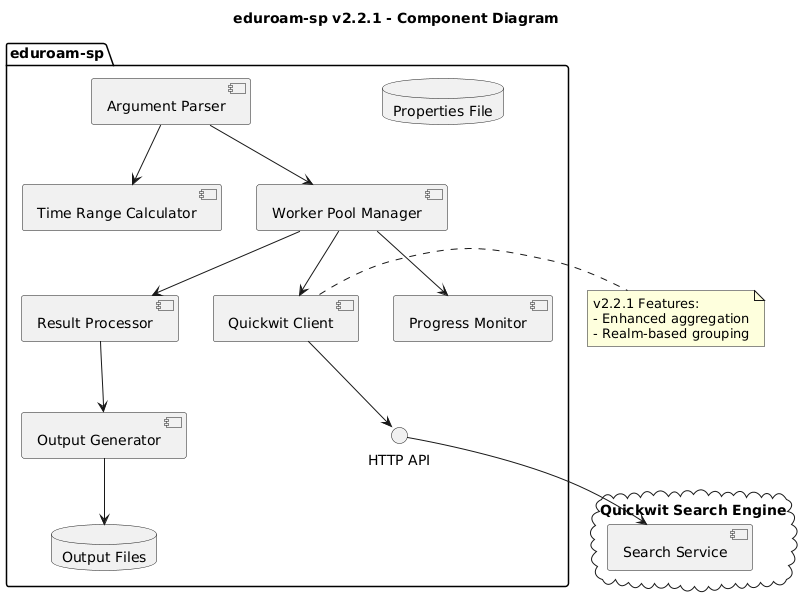 eduroam-sp v2.2.1 - Component Diagram
eduroam-sp
Argument Parser
Properties File
Time Range Calculator
Worker Pool Manager
Result Processor
Quickwit Client
Progress Monitor
v2.2.1 Features:
- Enhanced aggregation
- Realm-based grouping
Output Generator
HTTP API
Quickwit Search Engine
Output Files
Search Service